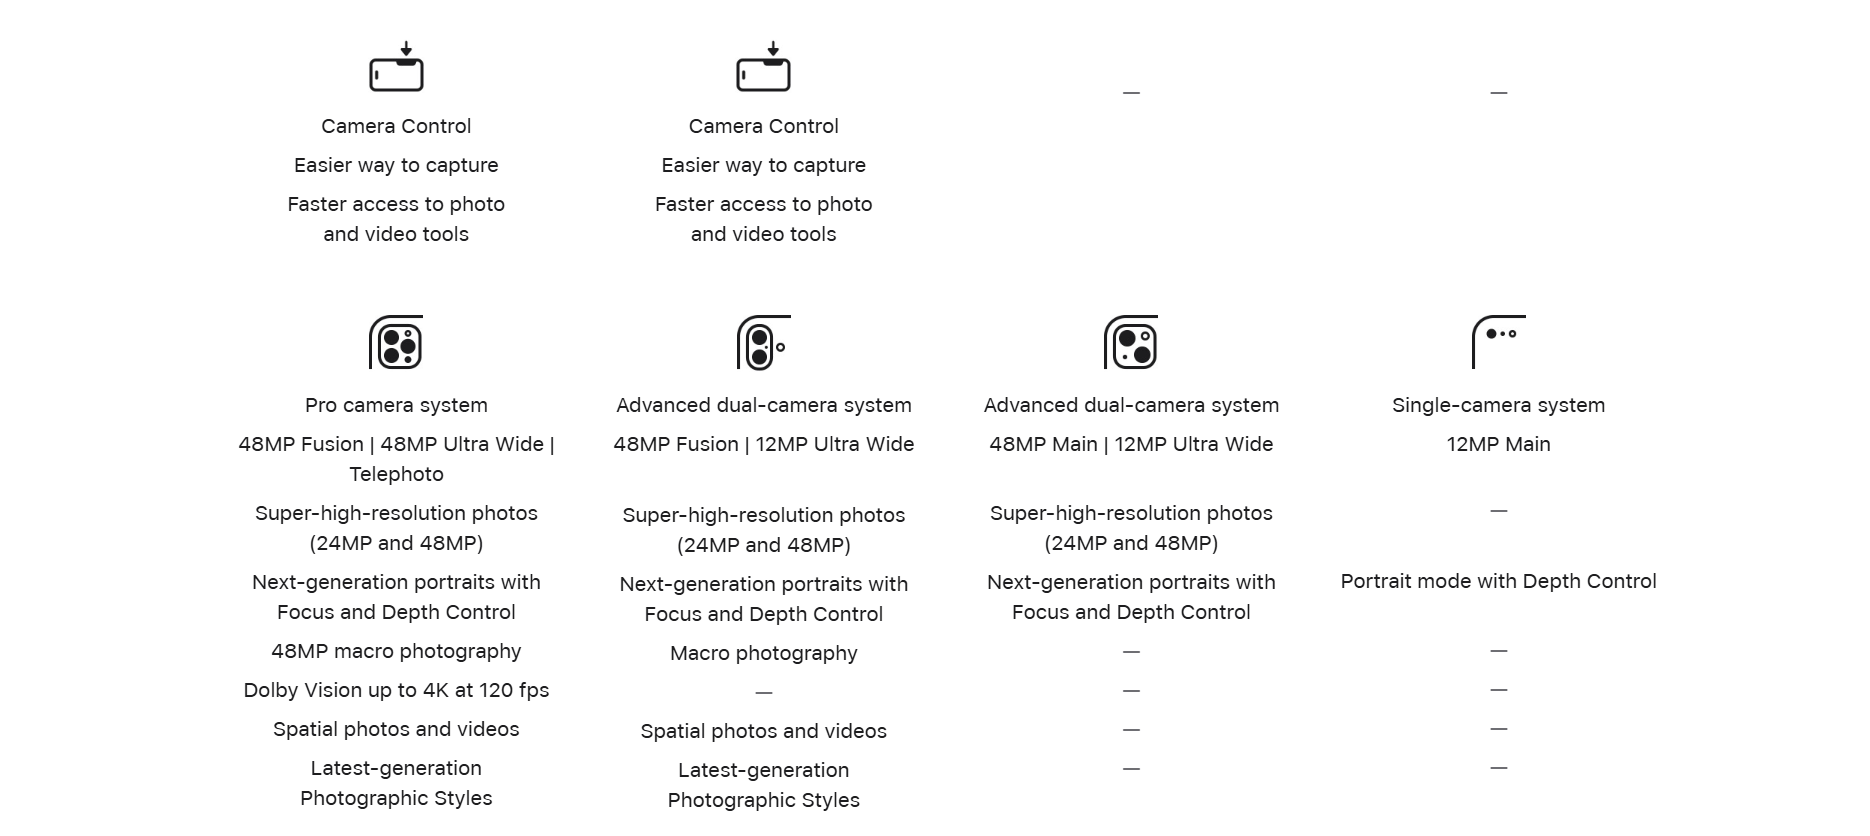 Camera Control
Easier way to capture
Faster access to photo
and video tools
Camera Control
Easier way to capture
Faster access to photo
and video tools
—
—
Pro camera system
48MP Fusion | 48MP Ultra Wide |
Telephoto
Super-high-resolution photos
(24MP and 48MP)
Next-generation portraits with
Focus and Depth Control
48MP macro photography
Dolby Vision up to 4K at 120 fps
Spatial photos and videos
Latest-generation
Photographic Styles
Advanced dual-camera system
48MP Fusion | 12MP Ultra Wide
Super-high-resolution photos
(24MP and 48MP)
Next-generation portraits with
Focus and Depth Control
Macro photography
—
Spatial photos and videos
Latest-generation
Photographic Styles
Advanced dual-camera system
48MP Main | 12MP Ultra Wide
Super-high-resolution photos
(24MP and 48MP)
Next-generation portraits with
Focus and Depth Control
—
—
—
—
Single-camera system
12MP Main
—
Portrait mode with Depth Control
—
—
—
—